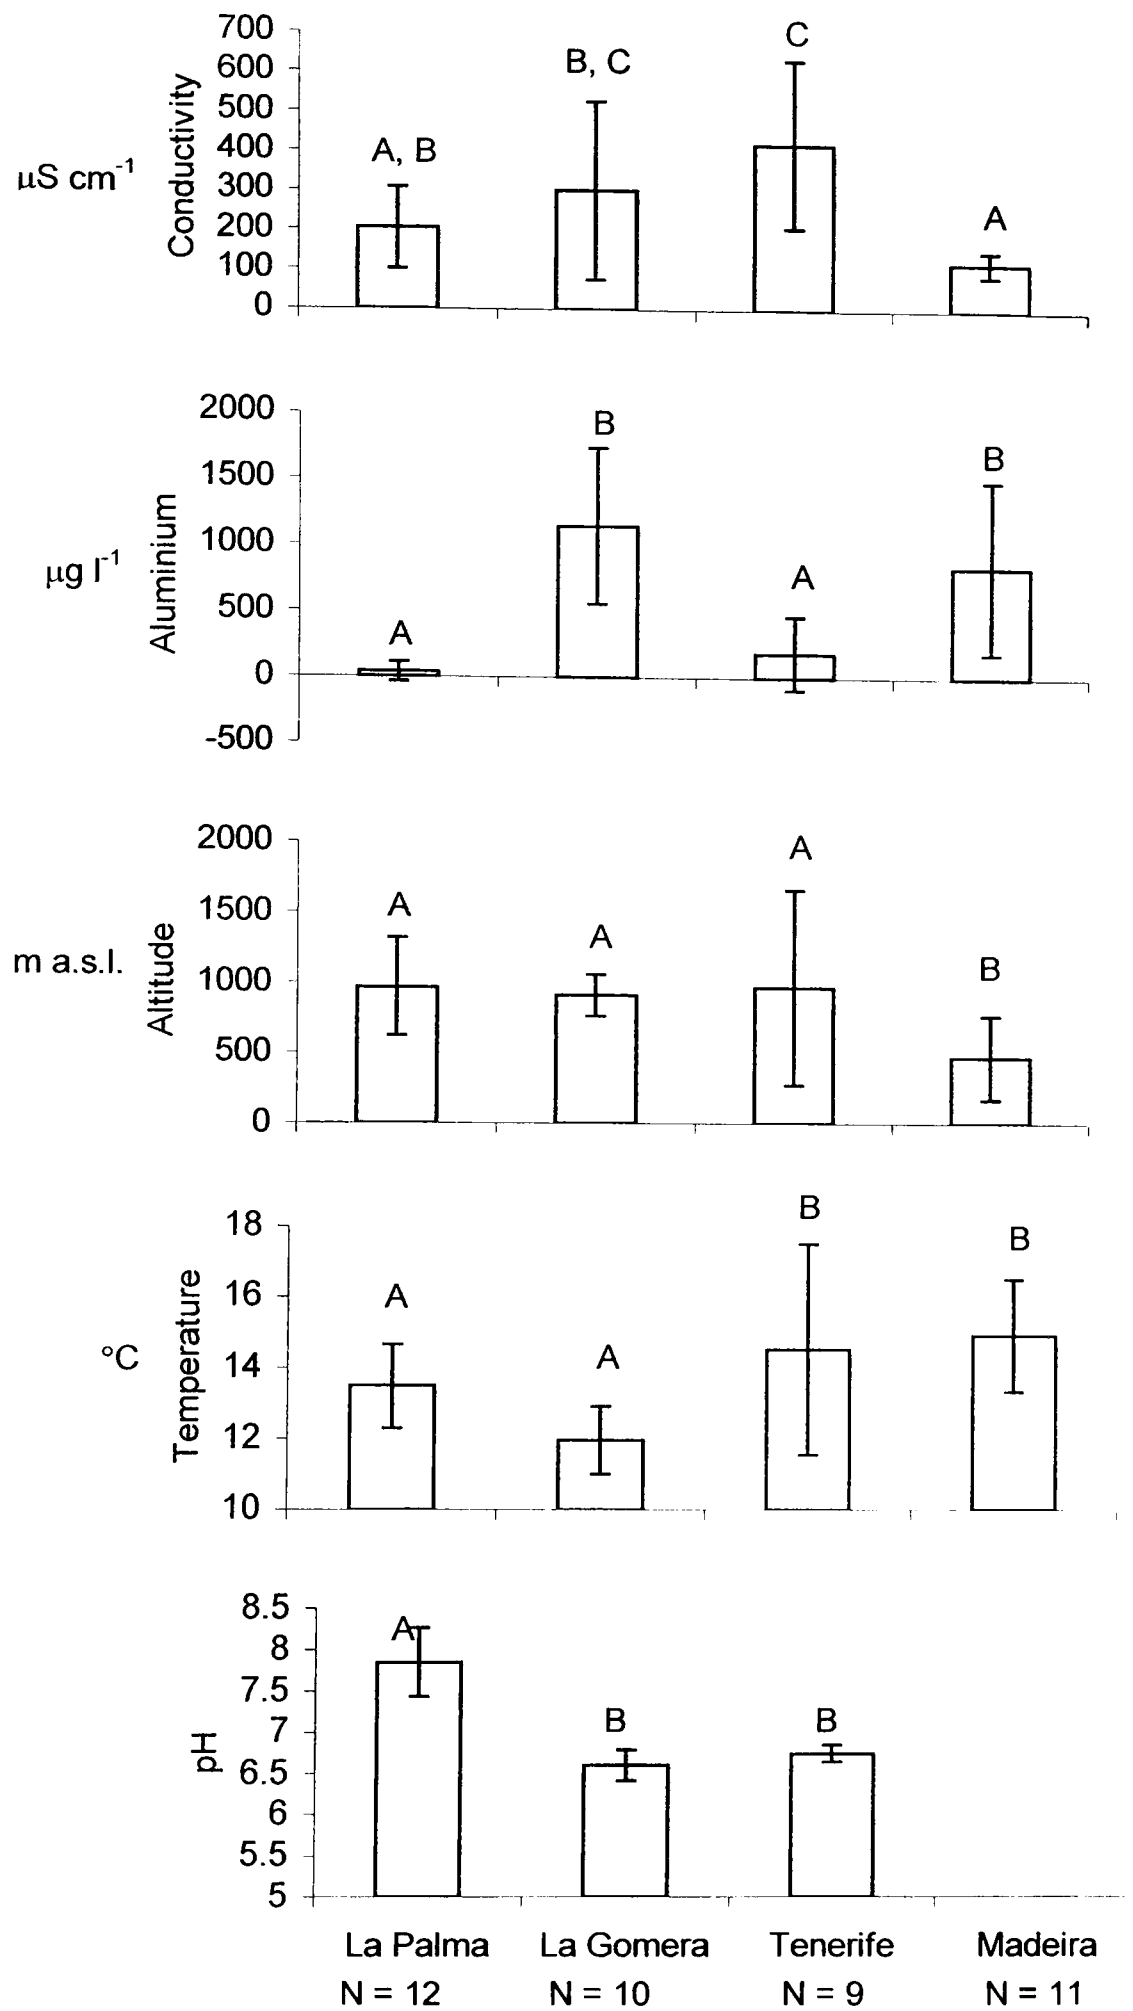 700
600
500
400
300
200
100
0
μS cm⁻¹
Conductivity
A, B
B, C
C
A
2000
1500
1000
500
0
-500
μg l⁻¹
Aluminium
A
B
A
B
2000
1500
1000
500
0
m a.s.l.
Altitude
A
A
A
B
18
16
14
12
10
°C
Temperature
A
A
B
B
8.5
8
7.5
7
6.5
6
5.5
5
pH
A
B
B
La Palma La Gomera Tenerife Madeira
N = 12 N = 10 N = 9 N = 11